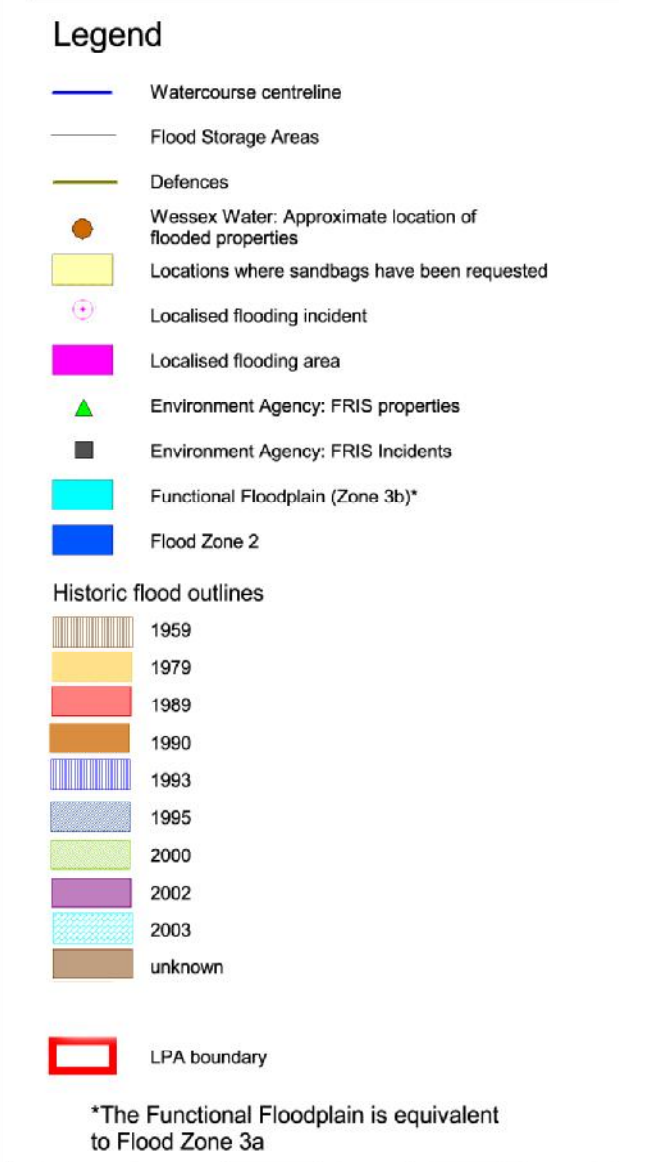 Legend
Watercourse centreline
Flood Storage Areas
Defences
Wessex Water: Approximate location of
flooded properties
Locations where sandbags have been requested
Localised flooding incident
Localised flooding area
Environment Agency: FRIS properties
Environment Agency: FRIS Incidents
Functional Floodplain (Zone 3b)*
Flood Zone 2
Historic flood outlines
1959
1979
1989
1990
1993
1995
2000
2002
2003
unknown
LPA boundary
*The Functional Floodplain is equivalent
to Flood Zone 3a